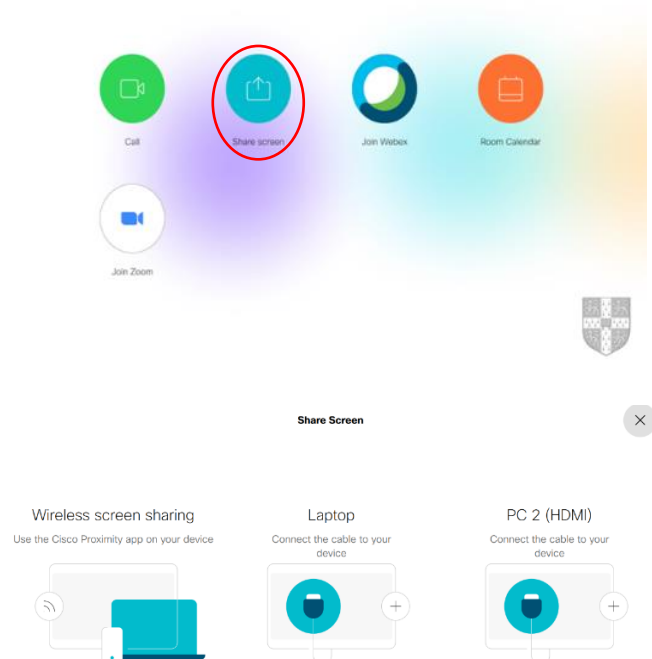 Call
Share screen
Join Webex
Room Calendar
Join Zoom
Share Screen
Wireless screen sharing
Use the Cisco Proximity app on your device
Laptop
Connect the cable to your
device
PC 2 (HDMI)
Connect the cable to your
device